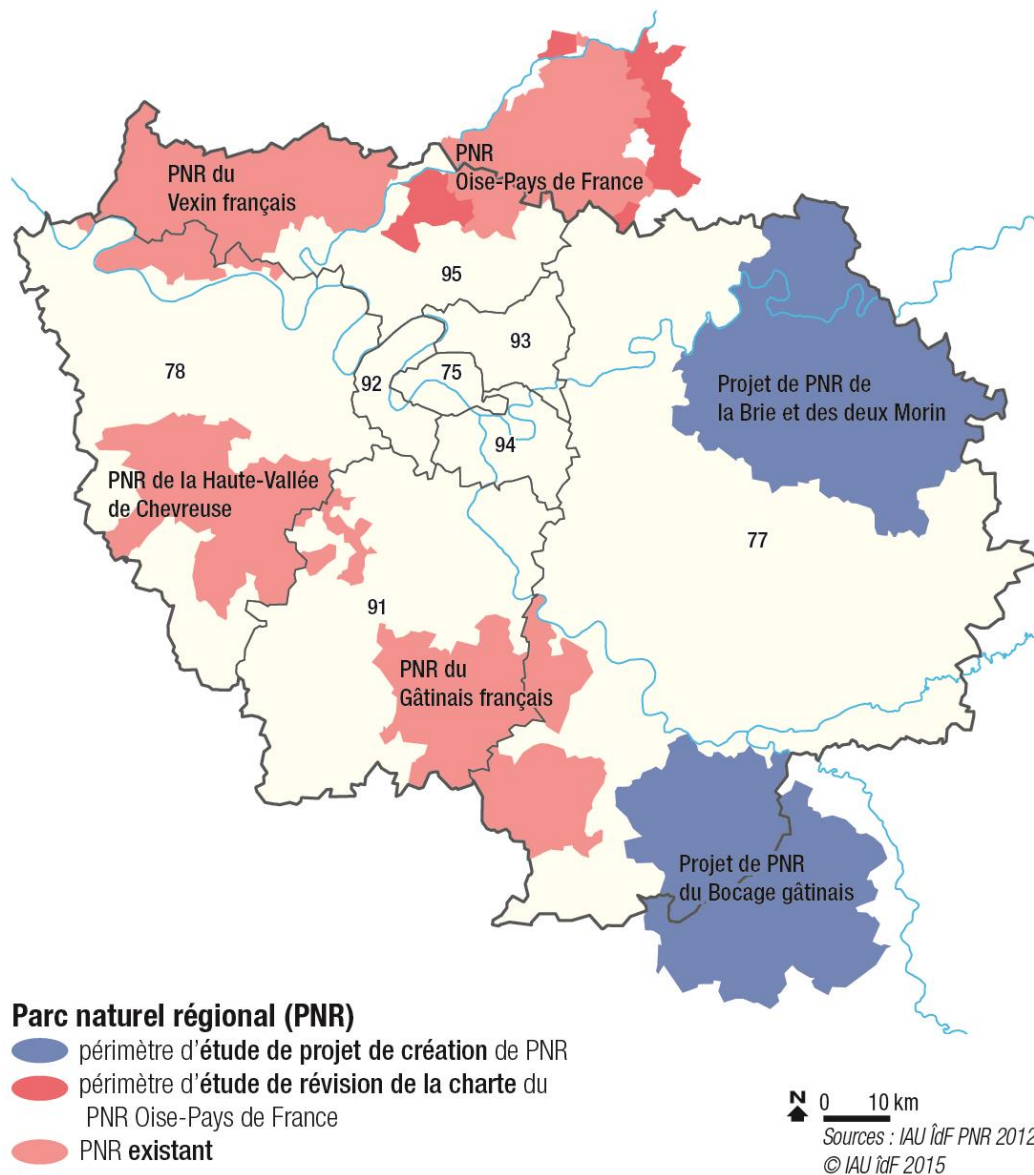 PNR
Oise-Pays de France
PNR du
Vexin français
95
93
78
92
75
94
Projet de PNR de
la Brie et des deux Morin
PNR de la Haute-Vallée
de Chevreuse
77
91
PNR du
Gâtinais français
Projet de PNR
du Bocage gâtinais
Parc naturel régional (PNR)
périmètre d'étude de projet de création de PNR
périmètre d'étude de révision de la charte du
PNR Oise-Pays de France
PNR existant
N 0 10 km
Sources : IAU îdF PNR 2012
© IAU îdF 2015